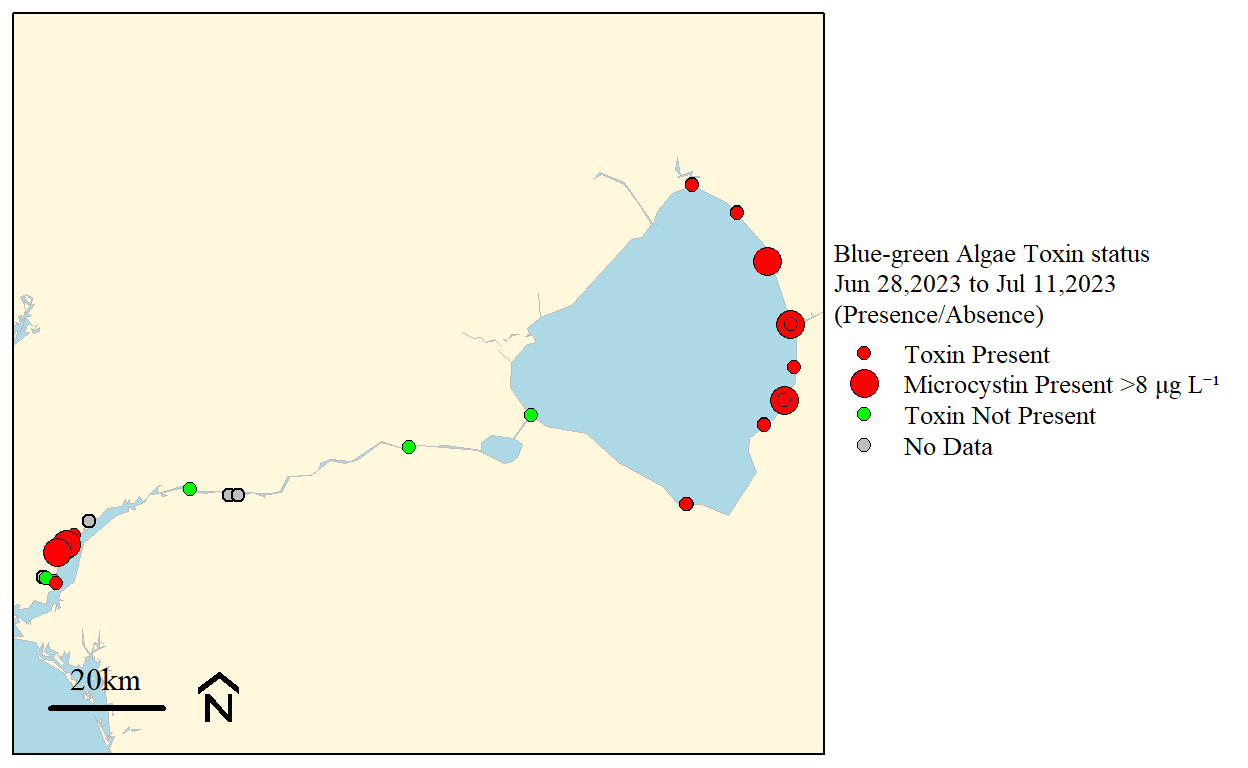 Blue-green Algae Toxin status
Jun 28,2023 to Jul 11,2023
(Presence/Absence)
Toxin Present
Microcystin Present >8 μg L⁻¹
Toxin Not Present
No Data
20km
N